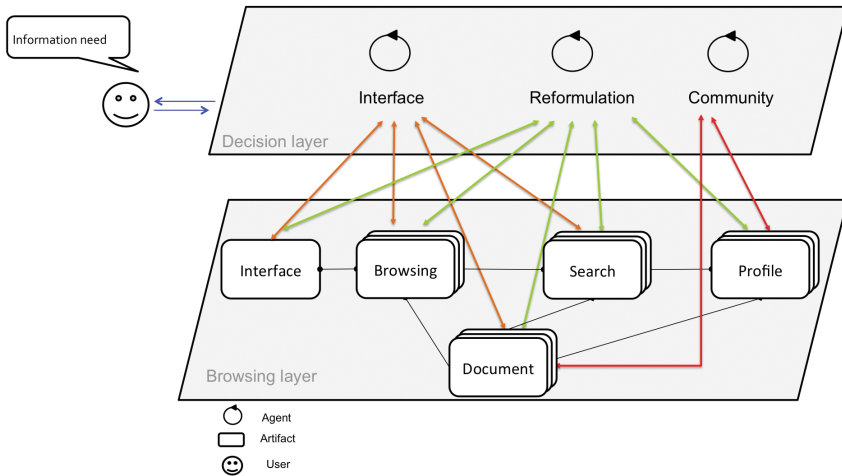 Information need
Interface
Reformulation
Community
Decision layer
Interface
Browsing
Search
Profile
Document
Browsing layer
Agent
Artifact
User